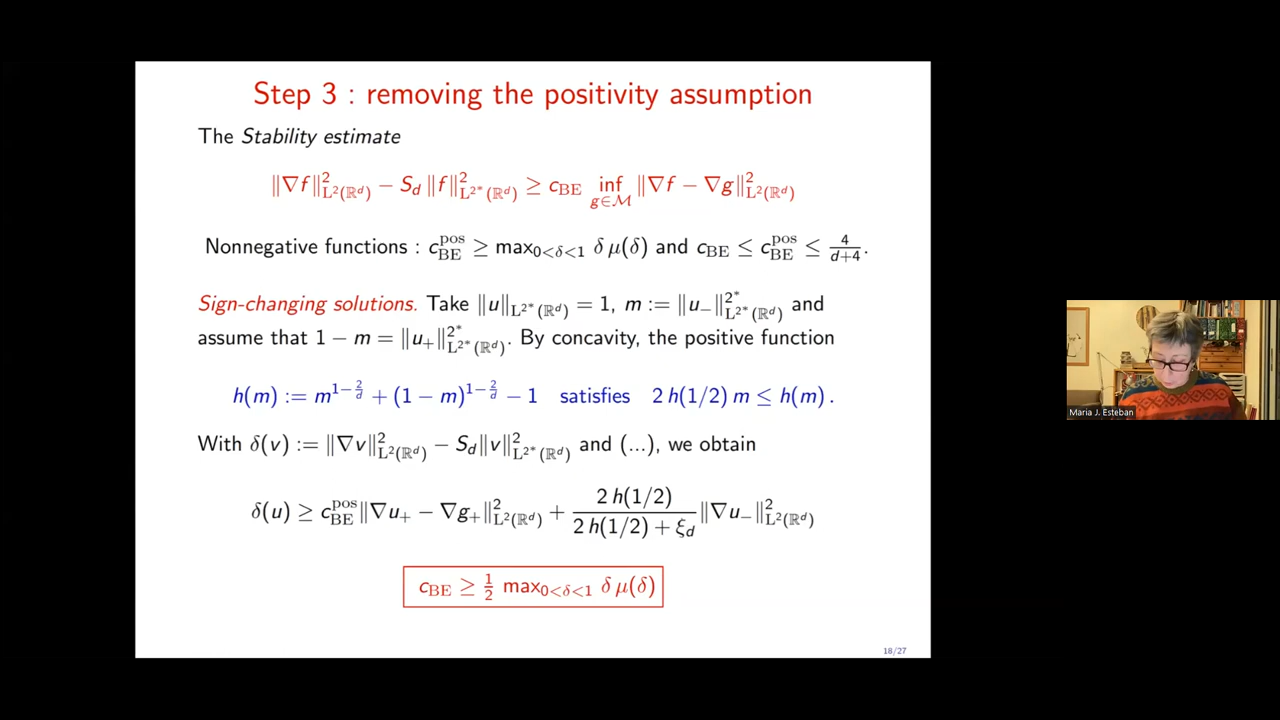 Step 3 : removing the positivity assumption
The Stability estimate
‖∇f‖²_{L²(ℝ^d)} − S_d ‖f‖²_{L^{2*}(ℝ^d)} ≥ c_BE inf_{g∈ℳ} ‖∇f − ∇g‖²_{L²(ℝ^d)}
Nonnegative functions : c_BE^pos ≥ max_{0<δ<1} δ μ(δ) and c_BE ≤ c_BE^pos ≤ 4/(d+4).
Sign-changing solutions. Take ‖u‖_{L^{2*}(ℝ^d)} = 1, m := ‖u_−‖^{2*}_{L^{2*}(ℝ^d)} and
assume that 1 − m = ‖u_+‖^{2*}_{L^{2*}(ℝ^d)}. By concavity, the positive function
h(m) := m^{1−2/d} + (1 − m)^{1−2/d} − 1 satisfies 2 h(1/2) m ≤ h(m) .
With δ(v) := ‖∇v‖²_{L²(ℝ^d)} − S_d‖v‖²_{L^{2*}(ℝ^d)} and (...), we obtain
δ(u) ≥ c_BE^pos ‖∇u_+ − ∇g_+‖²_{L²(ℝ^d)} + (2 h(1/2))/(2 h(1/2) + ξ_d) ‖∇u_−‖²_{L²(ℝ^d)}
c_BE ≥ 1/2 max_{0<δ<1} δ μ(δ)
18/27
Maria J. Esteban